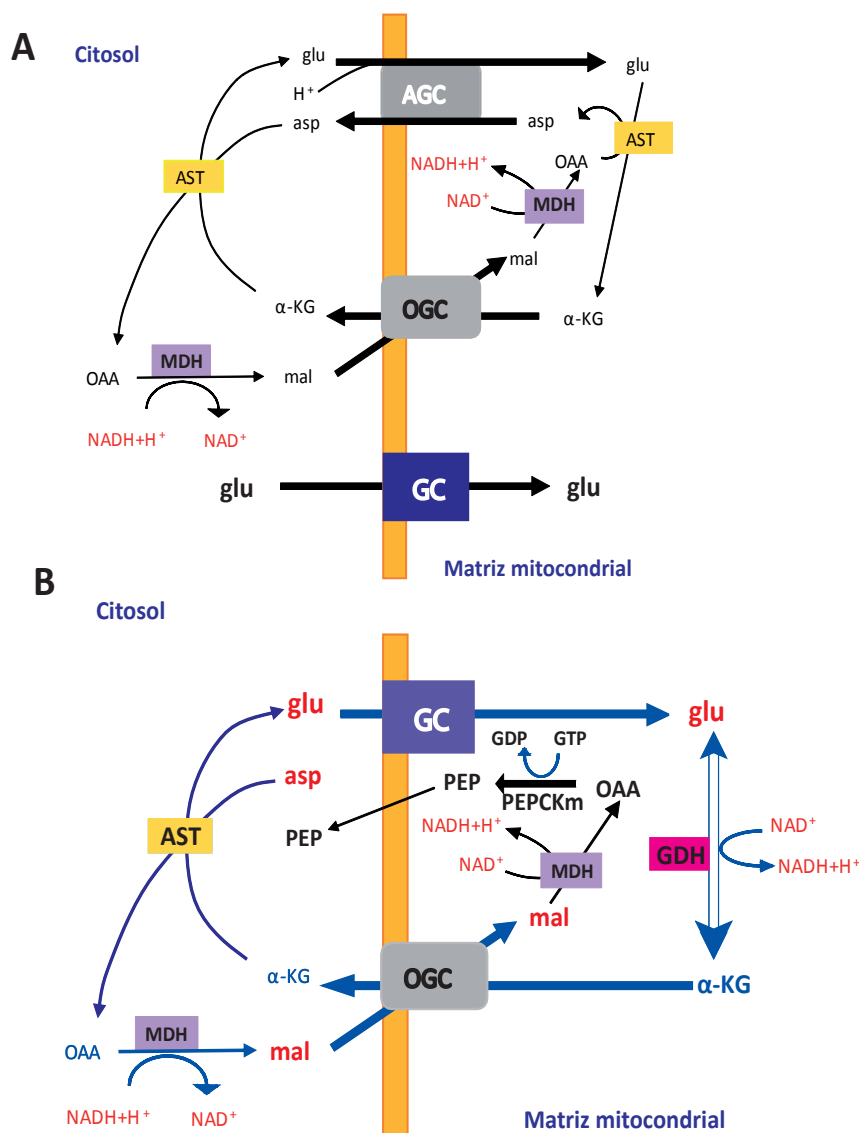 A
Citosol
glu
glu
H⁺
AGC
asp
asp
AST
AST
NADH+H⁺
OAA
NAD⁺
MDH
mal
α-KG
OGC
α-KG
MDH
OAA
mal
NADH+H⁺
NAD⁺
glu
GC
glu
Matriz mitocondrial
B
Citosol
glu
GC
glu
GDP
GTP
asp
PEP
OAA
PEPCKm
AST
PEP
NADH+H⁺
NAD⁺
NAD⁺
MDH
GDH
NADH+H⁺
mal
α-KG
OGC
α-KG
MDH
OAA
mal
NADH+H⁺
NAD⁺
Matriz mitocondrial